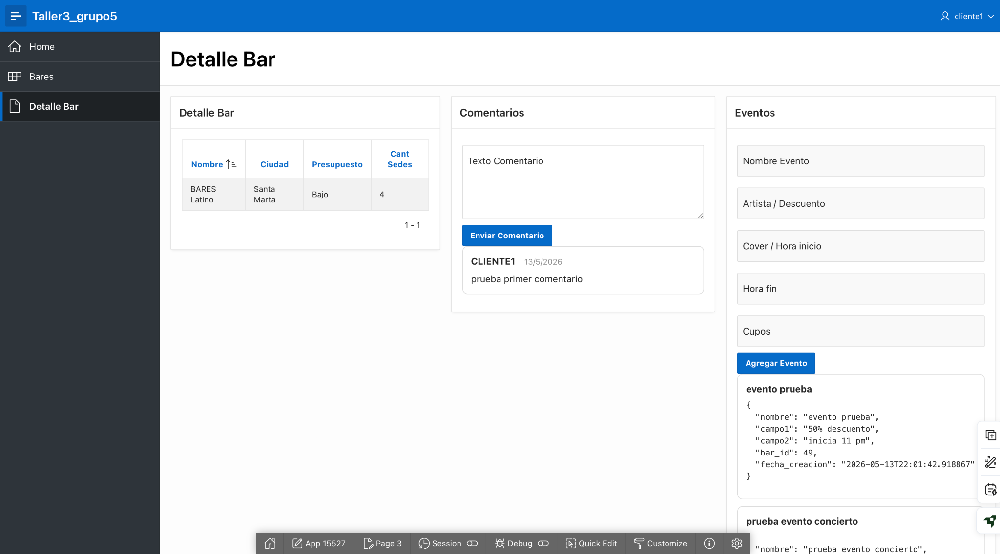 Taller3_grupo5
cliente1
Home
Bares
Detalle Bar
Detalle Bar
Detalle Bar
Nombre
Ciudad
Presupuesto
Cant
Sedes
BARES
Latino
Santa
Marta
Bajo
4
1 - 1
Comentarios
Texto Comentario
Enviar Comentario
CLIENTE1 13/5/2026
prueba primer comentario
Eventos
Nombre Evento
Artista / Descuento
Cover / Hora inicio
Hora fin
Cupos
Agregar Evento
evento prueba
{
"nombre": "evento prueba",
"campo1": "50% descuento",
"campo2": "inicia 11 pm",
"bar_id": 49,
"fecha_creacion": "2026-05-13T22:01:42.918867"
}
prueba evento concierto
"nombre": "prueba evento concierto",
App 15527
Page 3
Session
Debug
Quick Edit
Customize